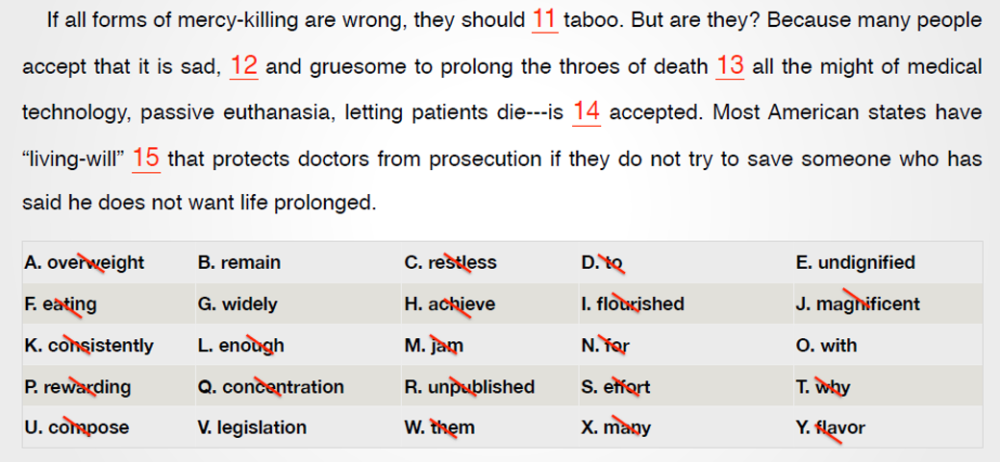 If all forms of mercy-killing are wrong, they should 11 taboo. But are they? Because many people
accept that it is sad, 12 and gruesome to prolong the throes of death 13 all the might of medical
technology, passive euthanasia, letting patients die---is 14 accepted. Most American states have
“living-will” 15 that protects doctors from prosecution if they do not try to save someone who has
said he does not want life prolonged.
A. overweight B. remain C. restless D. to E. undignified
F. eating G. widely H. achieve I. flourished J. magnificent
K. consistently L. enough M. jam N. for O. with
P. rewarding Q. concentration R. unpublished S. effort T. why
U. compose V. legislation W. them X. many Y. flavor